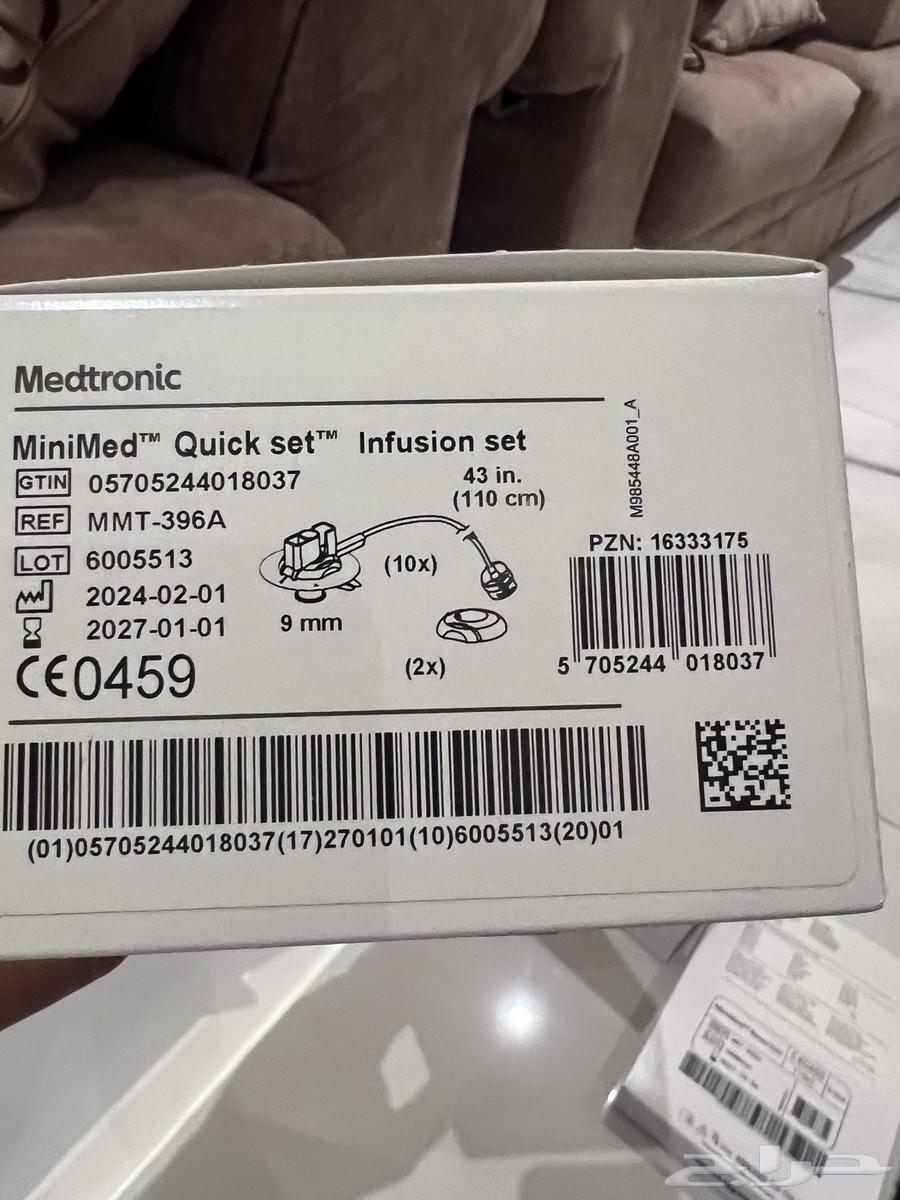 Medtronic
MiniMed™ Quick set™ Infusion set
GTIN 05705244018037
43 in.
(110 cm)
REF MMT-396A
LOT 6005513
(10x)
2024-02-01
2027-01-01
9 mm
(2x)
CE0459
M985448A001_A
PZN: 16333175
5 705244 018037
(01)05705244018037(17)270101(10)6005513(20)01
حراج